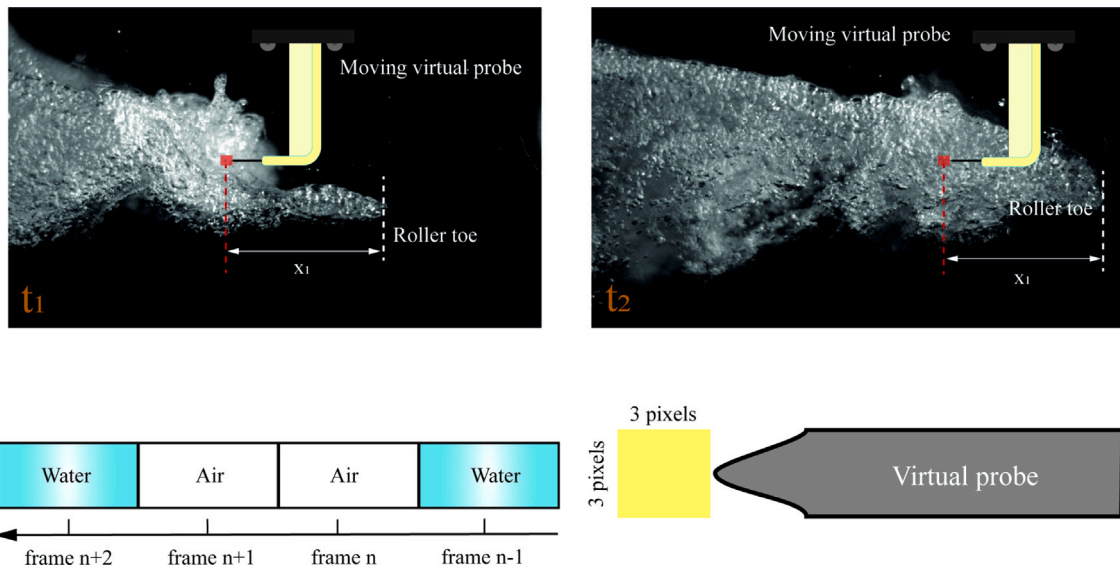 Moving virtual probe
Roller toe
x1
t1
Moving virtual probe
Roller toe
x1
t2
Water
Air
Air
Water
frame n+2
frame n+1
frame n
frame n-1
3 pixels
3 pixels
Virtual probe